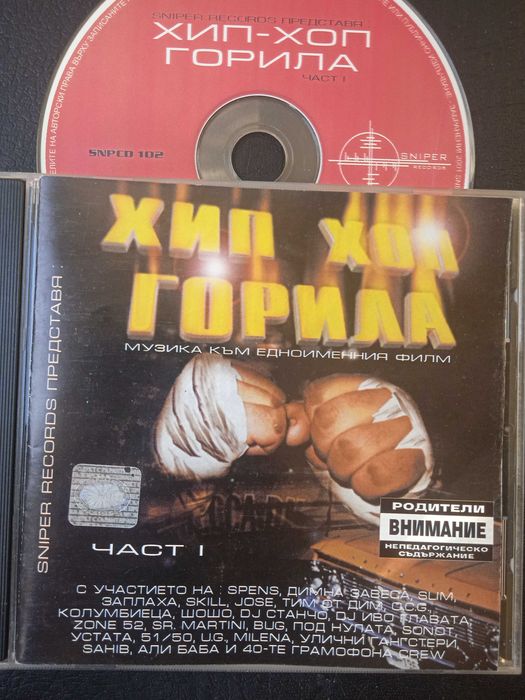 SNIPER RECORDS ПРЕДСТАВЯ :
ХИП-ХОП
ГОРИЛА
ЧАСТ I
SNPCD 102
SNIPER
RECORDS
SNIPER RECORDS ПРЕДСТАВЯ :
ХИП ХОП
ГОРИЛА
МУЗИКА КЪМ ЕДНОИМЕННИЯ ФИЛМ
РОДИТЕЛИ
ВНИМАНИЕ
НЕПЕДАГОГИЧЕСКО
СЪДЪРЖАНИЕ
ЧАСТ I
С УЧАСТИЕТО НА : SPENS, ДИМНА ЗАВЕСА, SLIM,
ЗАПЛАХА, SKILL, JOSE, ТИМ ОТ ДИМ, O.C.G.,
КОЛУМБИЕЦА, ШОШО, DJ СТАНЧО, DJ ИВО ГЛАВАТА,
ZONE 52, SR. MARTINI, BUG, ПОД НУЛАТА, SONOT,
УСТАТА, 51/50, U.G, MILENA, УЛИЧНИ ГАНГСТЕРИ,
SAHIB, АЛИ БАБА И 40-ТЕ ГРАМОФОНА CREW